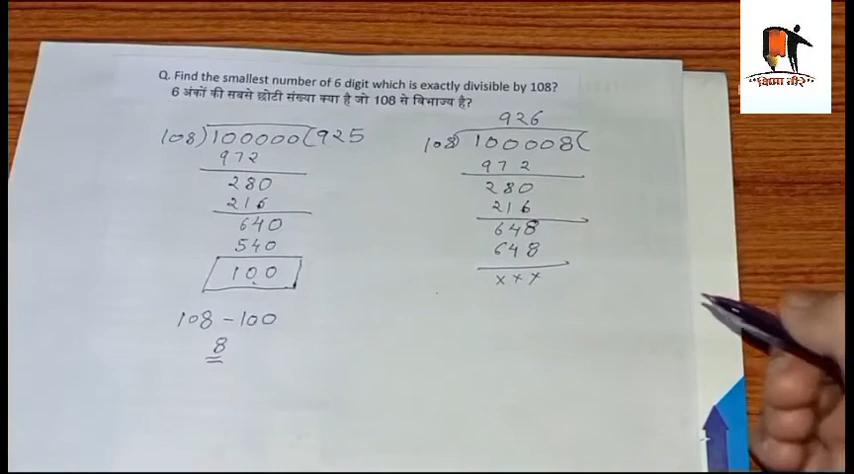 Q. Find the smallest number of 6 digit which is exactly divisible by 108?
6 अंकों की सबसे छोटी संख्या क्या है जो 108 से विभाज्य है?
108) 100000 (925
972
280
216
640
540
100
108 - 100
8
926
108) 100008 (
972
280
216
648
648
x x x